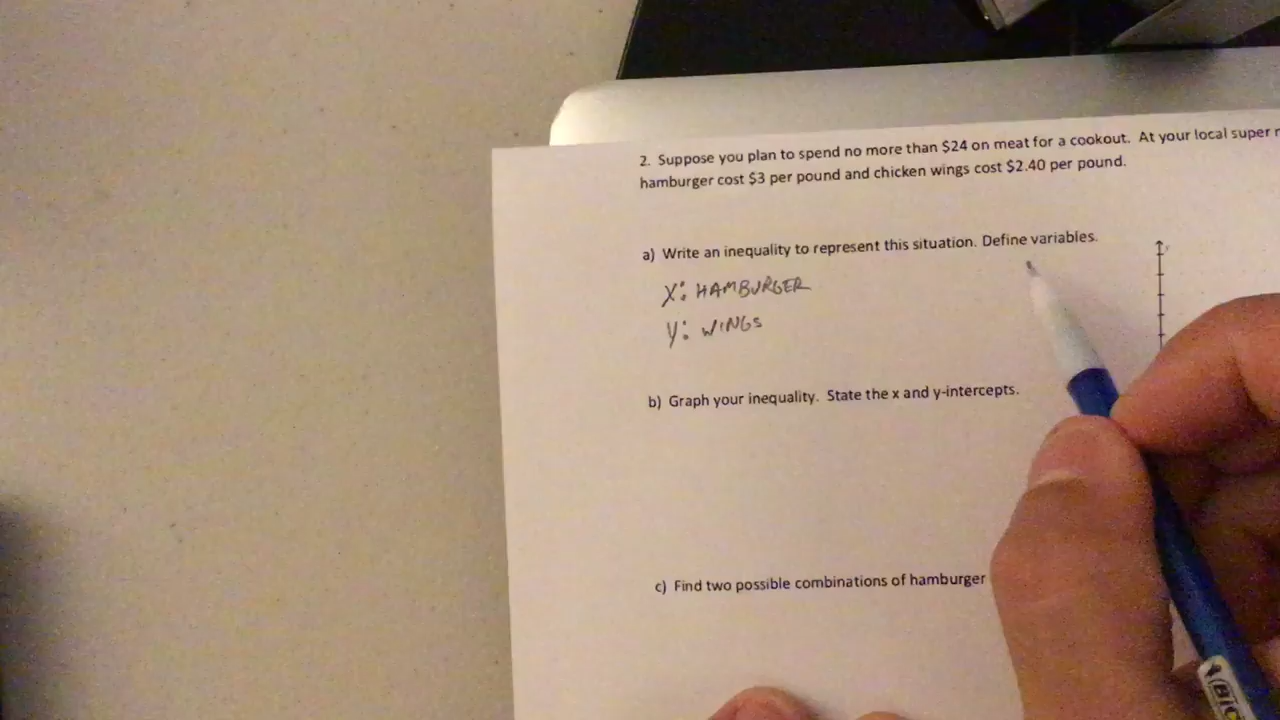 2. Suppose you plan to spend no more than $24 on meat for a cookout. At your local super
hamburger cost $3 per pound and chicken wings cost $2.40 per pound.
a) Write an inequality to represent this situation. Define variables.
X: HAMBURGER
y: WINGS
b) Graph your inequality. State the x and y-intercepts.
c) Find two possible combinations of hamburger
BIC